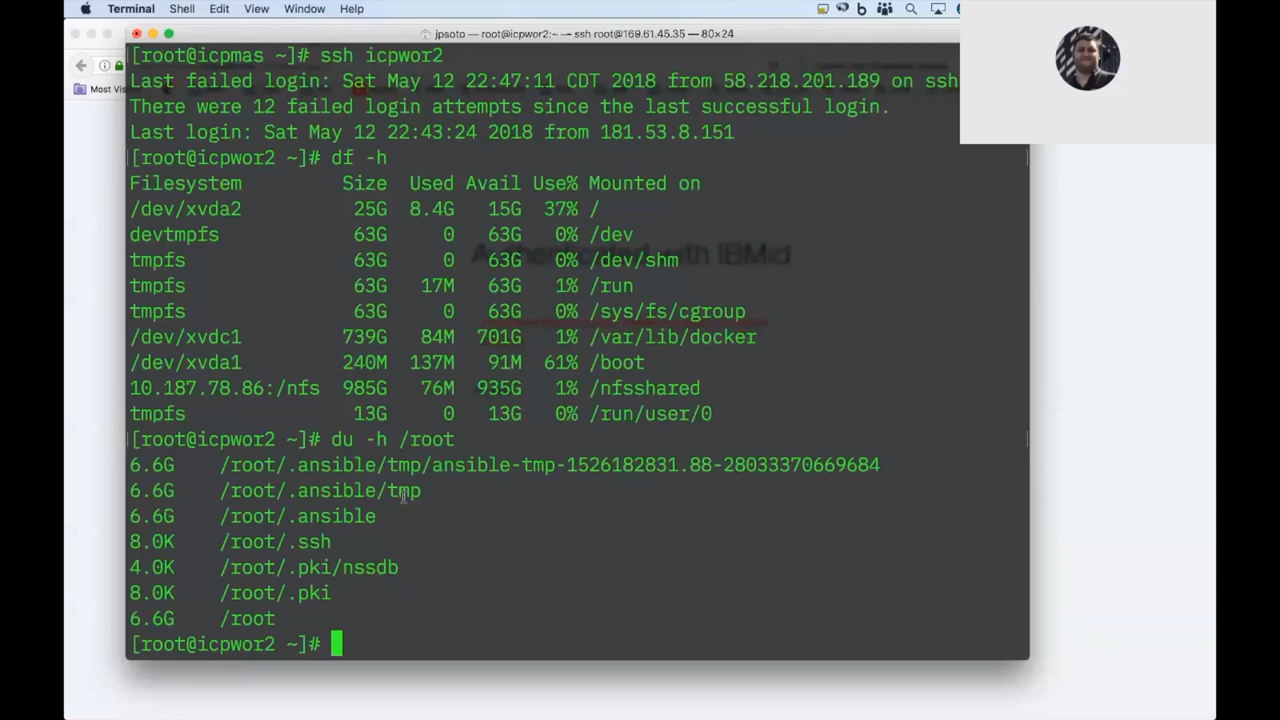 Terminal Shell Edit View Window Help
jpsoto — root@icpwor2:~ — ssh root@169.61.45.35 — 80×24
Most Vis
[root@icpmas ~]# ssh icpwor2
Last failed login: Sat May 12 22:47:11 CDT 2018 from 58.218.201.189 on ssh
There were 12 failed login attempts since the last successful login.
Last login: Sat May 12 22:43:24 2018 from 181.53.8.151
[root@icpwor2 ~]# df -h
Filesystem Size Used Avail Use% Mounted on
/dev/xvda2 25G 8.4G 15G 37% /
devtmpfs 63G 0 63G 0% /dev
tmpfs 63G 0 63G 0% /dev/shm
tmpfs 63G 17M 63G 1% /run
tmpfs 63G 0 63G 0% /sys/fs/cgroup
/dev/xvdc1 739G 84M 701G 1% /var/lib/docker
/dev/xvda1 240M 137M 91M 61% /boot
10.187.78.86:/nfs 985G 76M 935G 1% /nfsshared
tmpfs 13G 0 13G 0% /run/user/0
Authenticated with IBMid
[root@icpwor2 ~]# du -h /root
6.6G /root/.ansible/tmp/ansible-tmp-1526182831.88-28033370669684
6.6G /root/.ansible/tmp
6.6G /root/.ansible
8.0K /root/.ssh
4.0K /root/.pki/nssdb
8.0K /root/.pki
6.6G /root
[root@icpwor2 ~]#